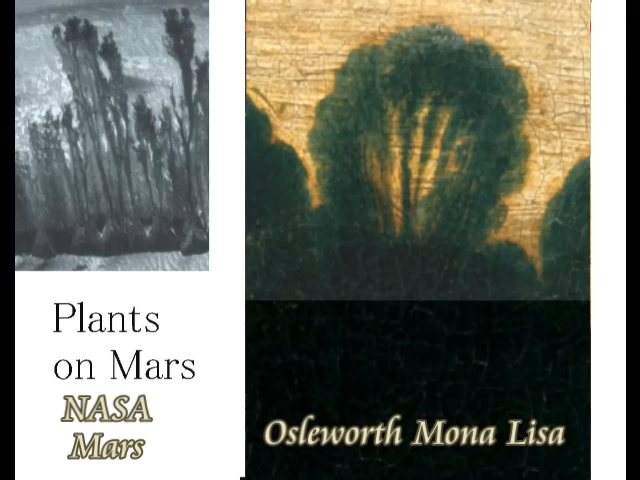 Plants
on Mars
NASA
Mars
Osleworth Mona Lisa